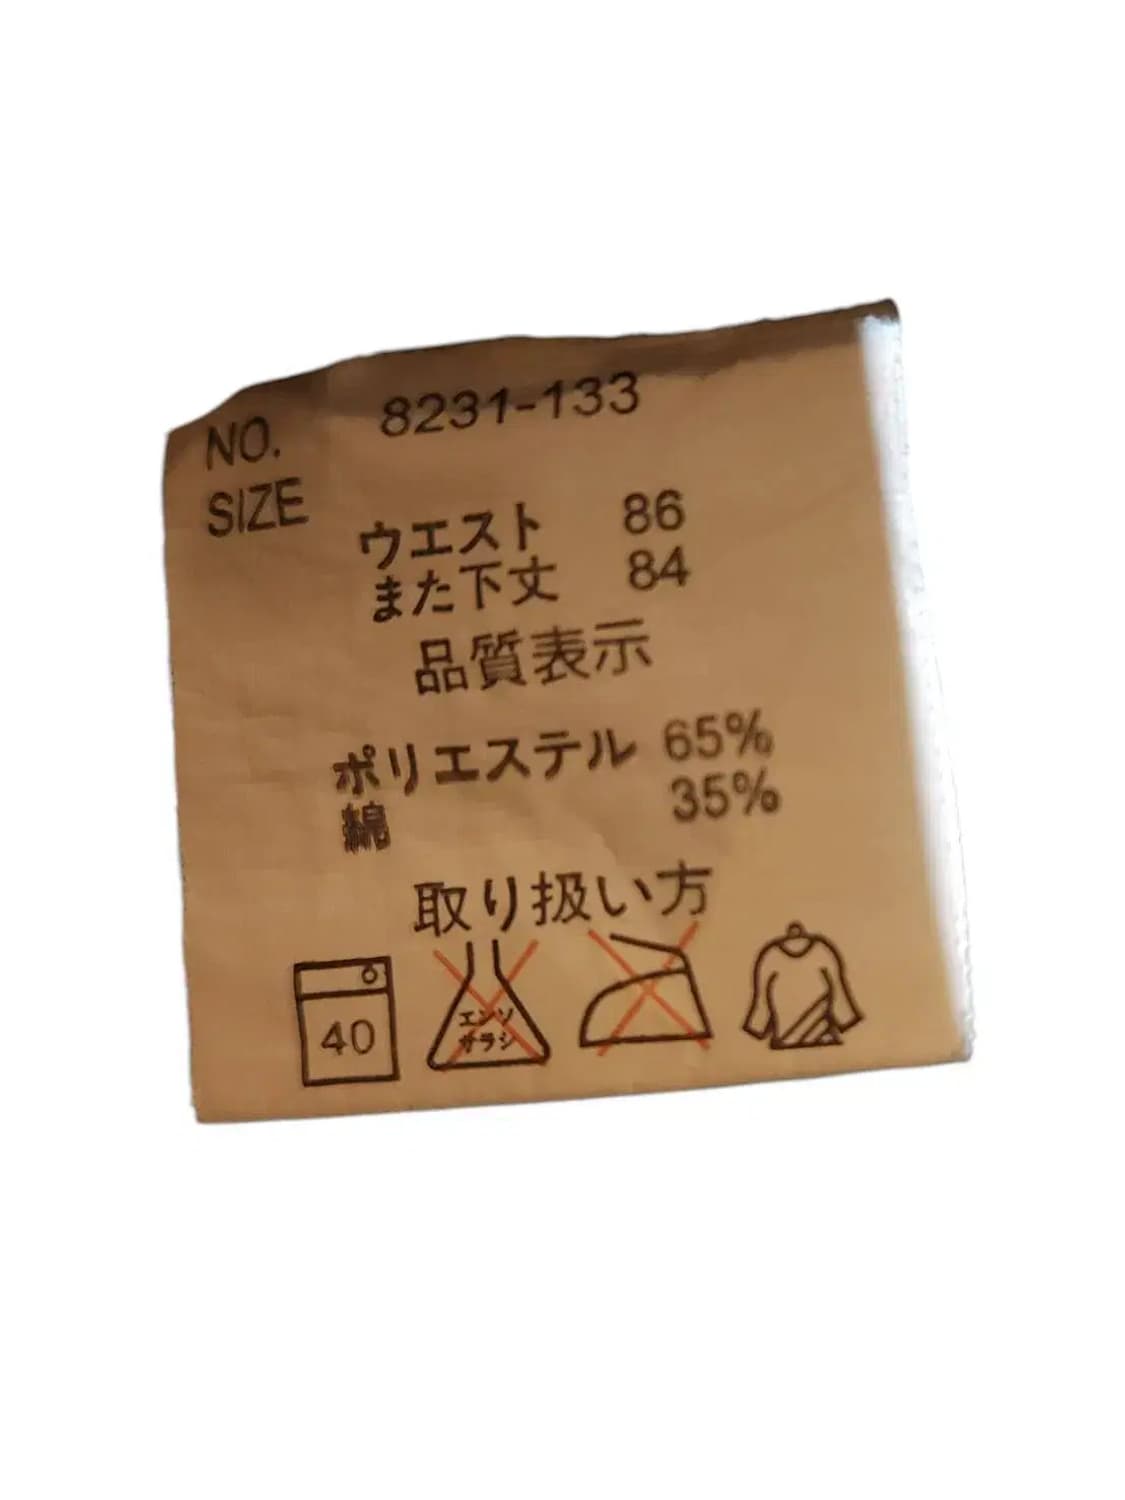 NO. 8231-133
SIZE
ウエスト 86
また下丈 84
品質表示
ポリエステル 65%
綿 35%
取り扱い方
40
エンソ
サラシ